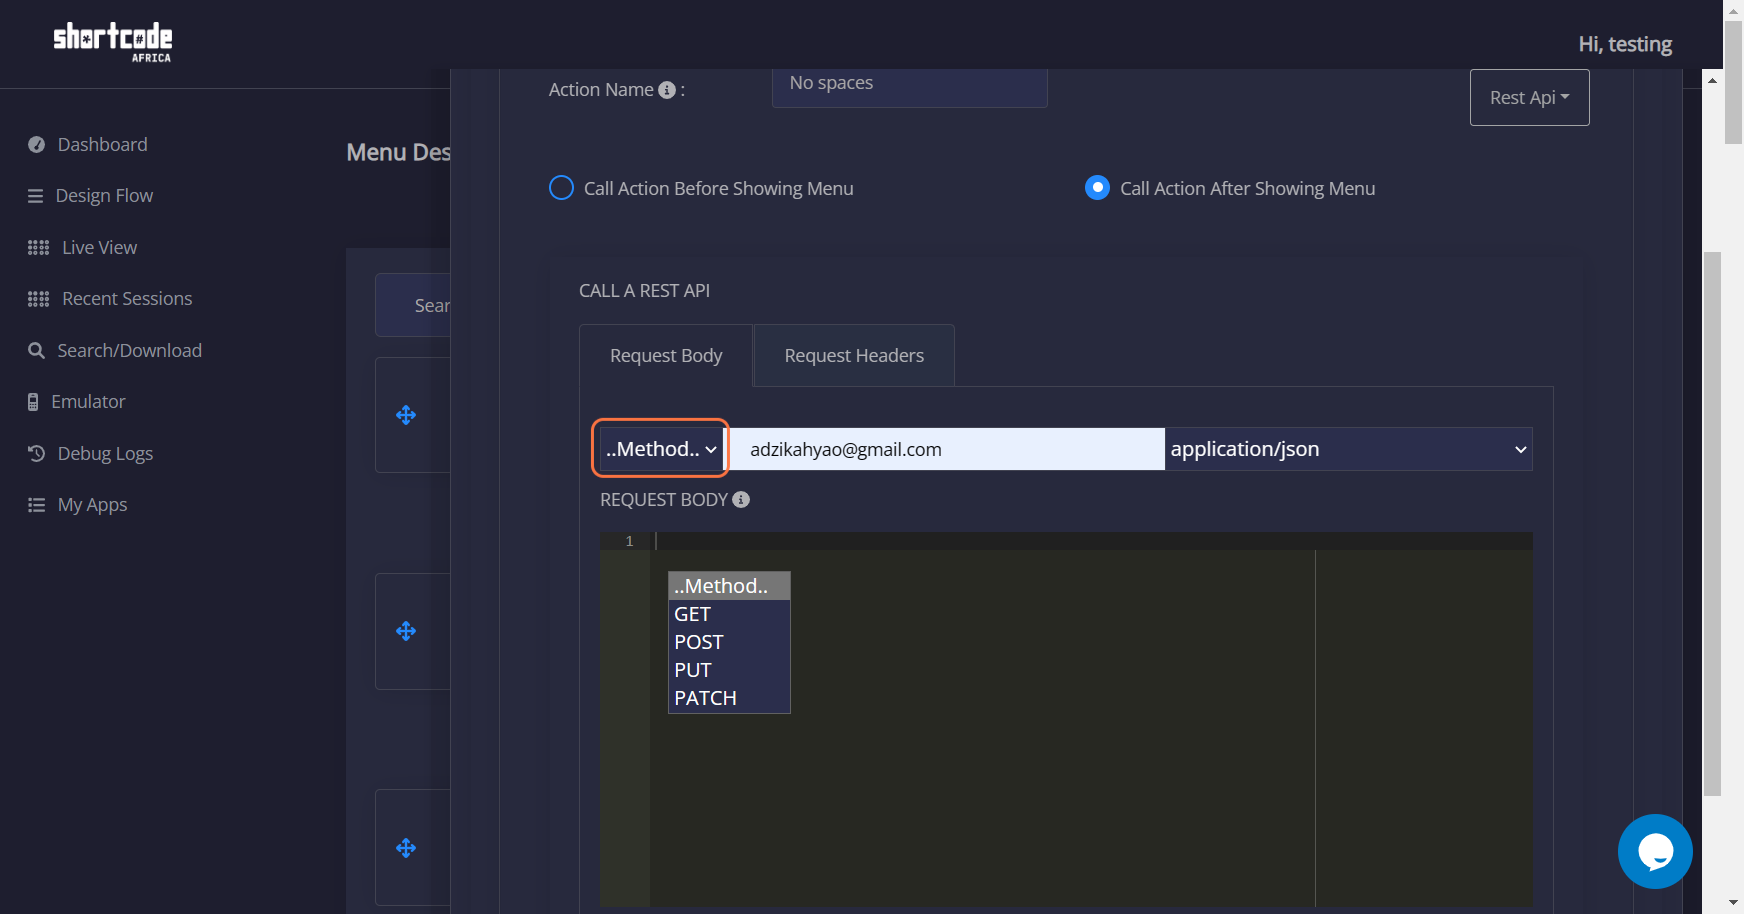 shortcode
AFRICA
Hi, testing
Dashboard
Design Flow
Live View
Recent Sessions
Search/Download
Emulator
Debug Logs
My Apps
Menu Des
Sear
Action Name :
No spaces
Rest Api
Call Action Before Showing Menu
Call Action After Showing Menu
CALL A REST API
Request Body
Request Headers
..Method..
adzikahyao@gmail.com
application/json
REQUEST BODY
1
..Method..
GET
POST
PUT
PATCH